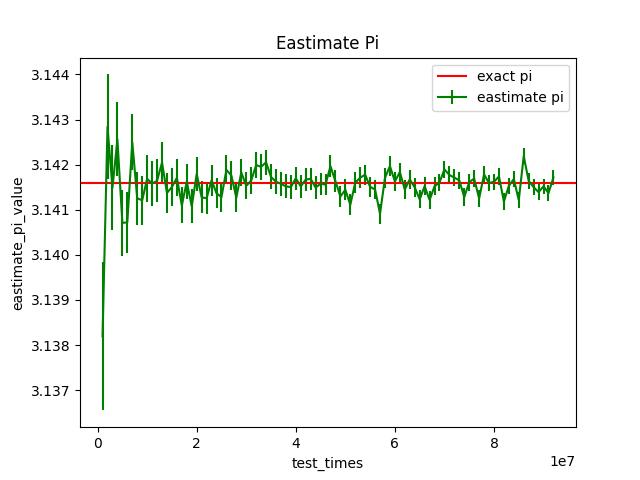 Eastimate Pi
exact pi
eastimate pi
eastimate_pi_value
3.144
3.143
3.142
3.141
3.140
3.139
3.138
3.137
0 2 4 6 8
1e7
test_times